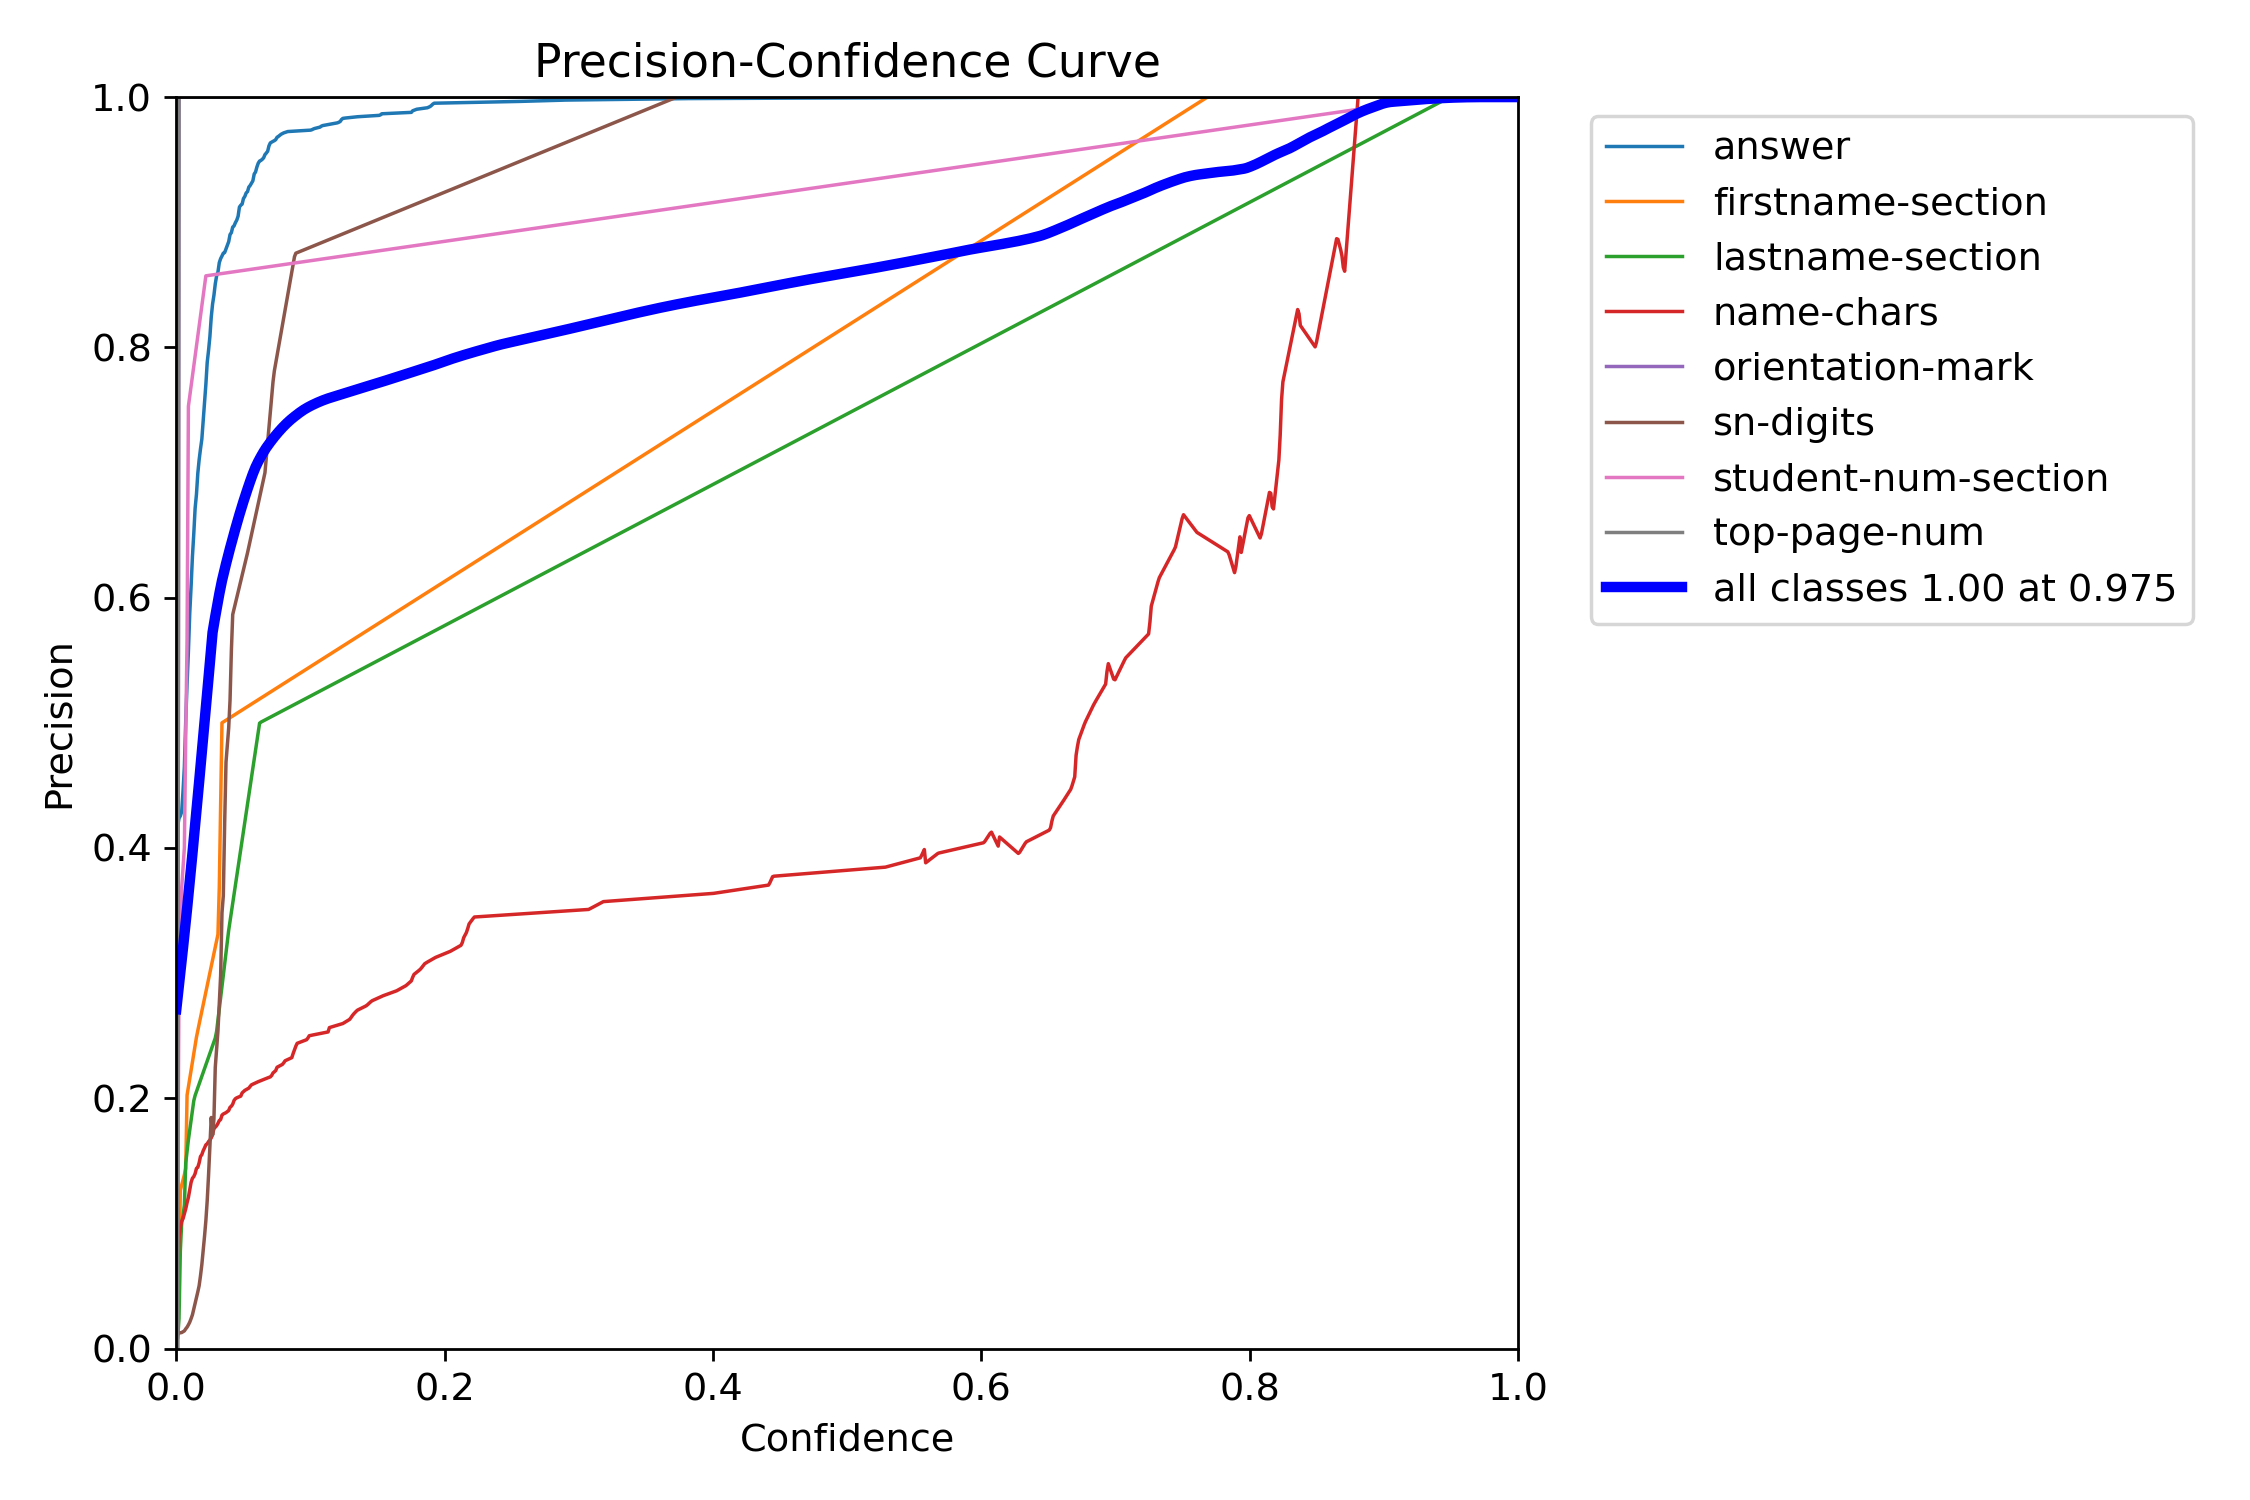 Precision-Confidence Curve
1.0
0.8
0.6
0.4
0.2
0.0
Precision
0.0 0.2 0.4 0.6 0.8 1.0
Confidence
answer
firstname-section
lastname-section
name-chars
orientation-mark
sn-digits
student-num-section
top-page-num
all classes 1.00 at 0.975